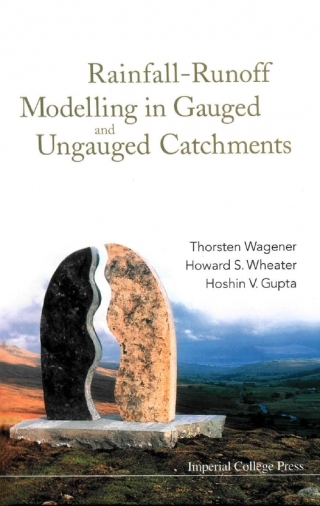 Rainfall-Runoff
Modelling in Gauged
and
Ungauged Catchments
Thorsten Wagener
Howard S. Wheater
Hoshin V. Gupta
Imperial College Press